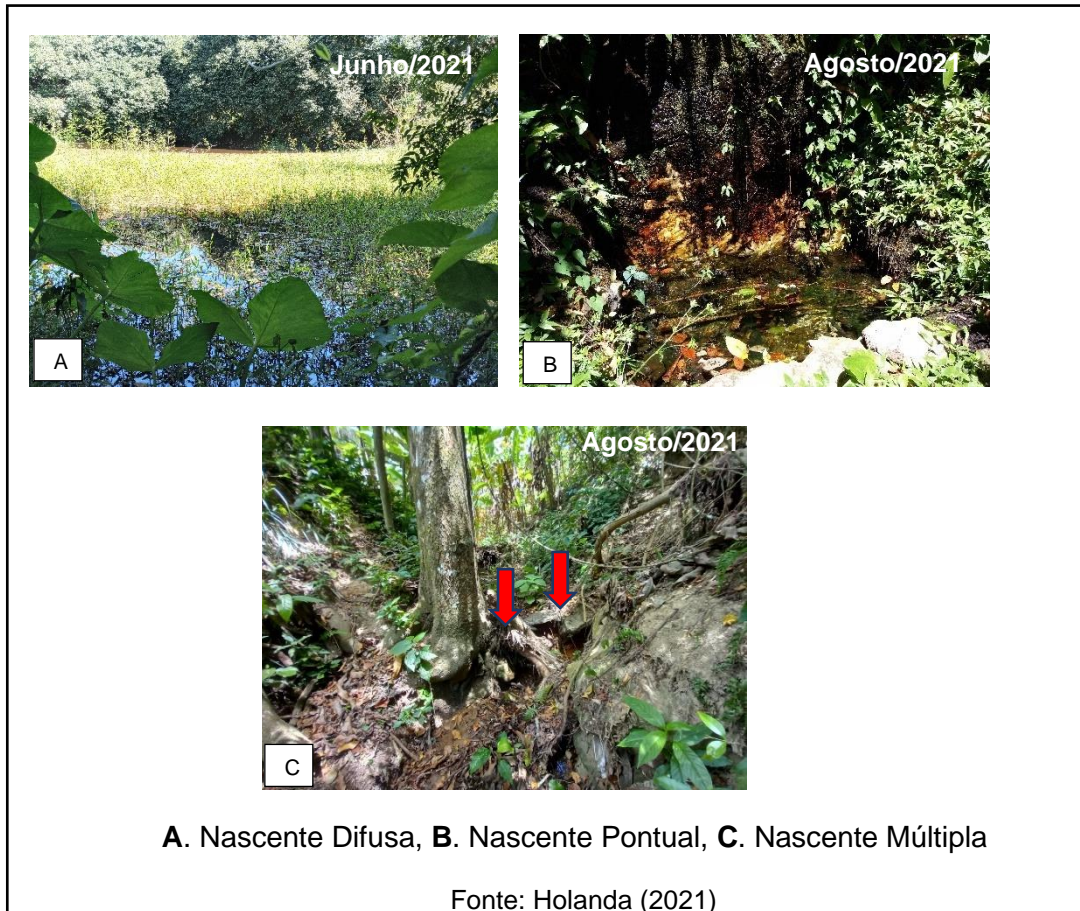 Junho/2021
Agosto/2021
A
B
Agosto/2021
C
A. Nascente Difusa, B. Nascente Pontual, C. Nascente Múltipla
Fonte: Holanda (2021)